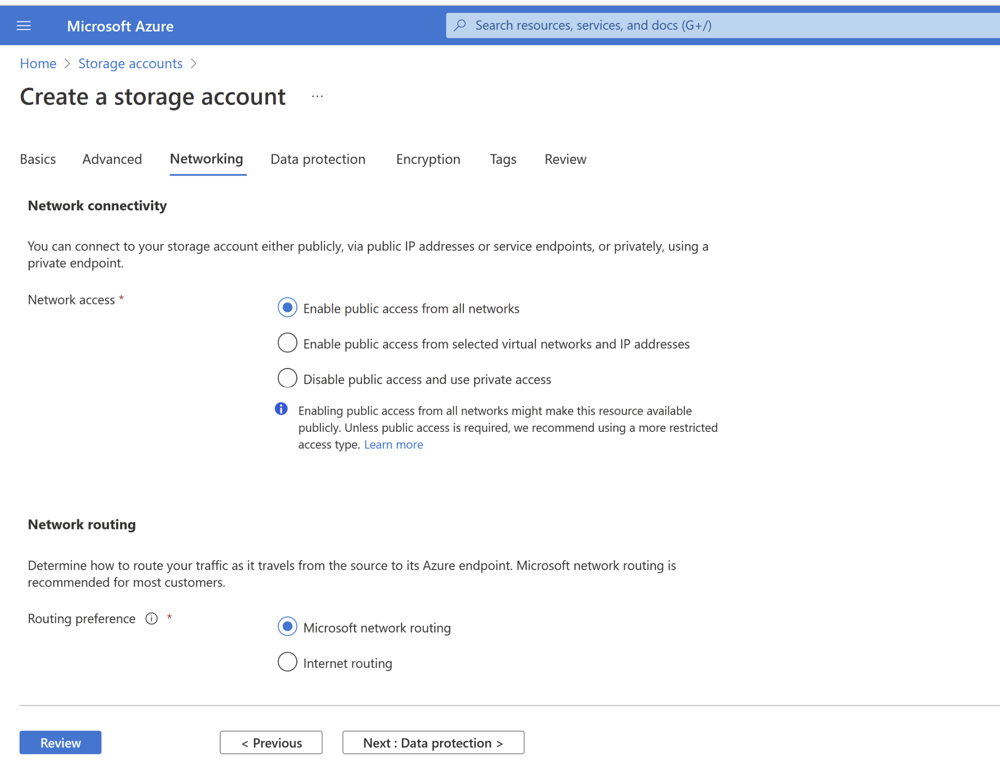 Microsoft Azure
Search resources, services, and docs (G+/)
Home > Storage accounts >
Create a storage account ...
Basics Advanced Networking Data protection Encryption Tags Review
Network connectivity
You can connect to your storage account either publicly, via public IP addresses or service endpoints, or privately, using a
private endpoint.
Network access *
Enable public access from all networks
Enable public access from selected virtual networks and IP addresses
Disable public access and use private access
Enabling public access from all networks might make this resource available
publicly. Unless public access is required, we recommend using a more restricted
access type. Learn more
Network routing
Determine how to route your traffic as it travels from the source to its Azure endpoint. Microsoft network routing is
recommended for most customers.
Routing preference *
Microsoft network routing
Internet routing
Review
< Previous
Next : Data protection >